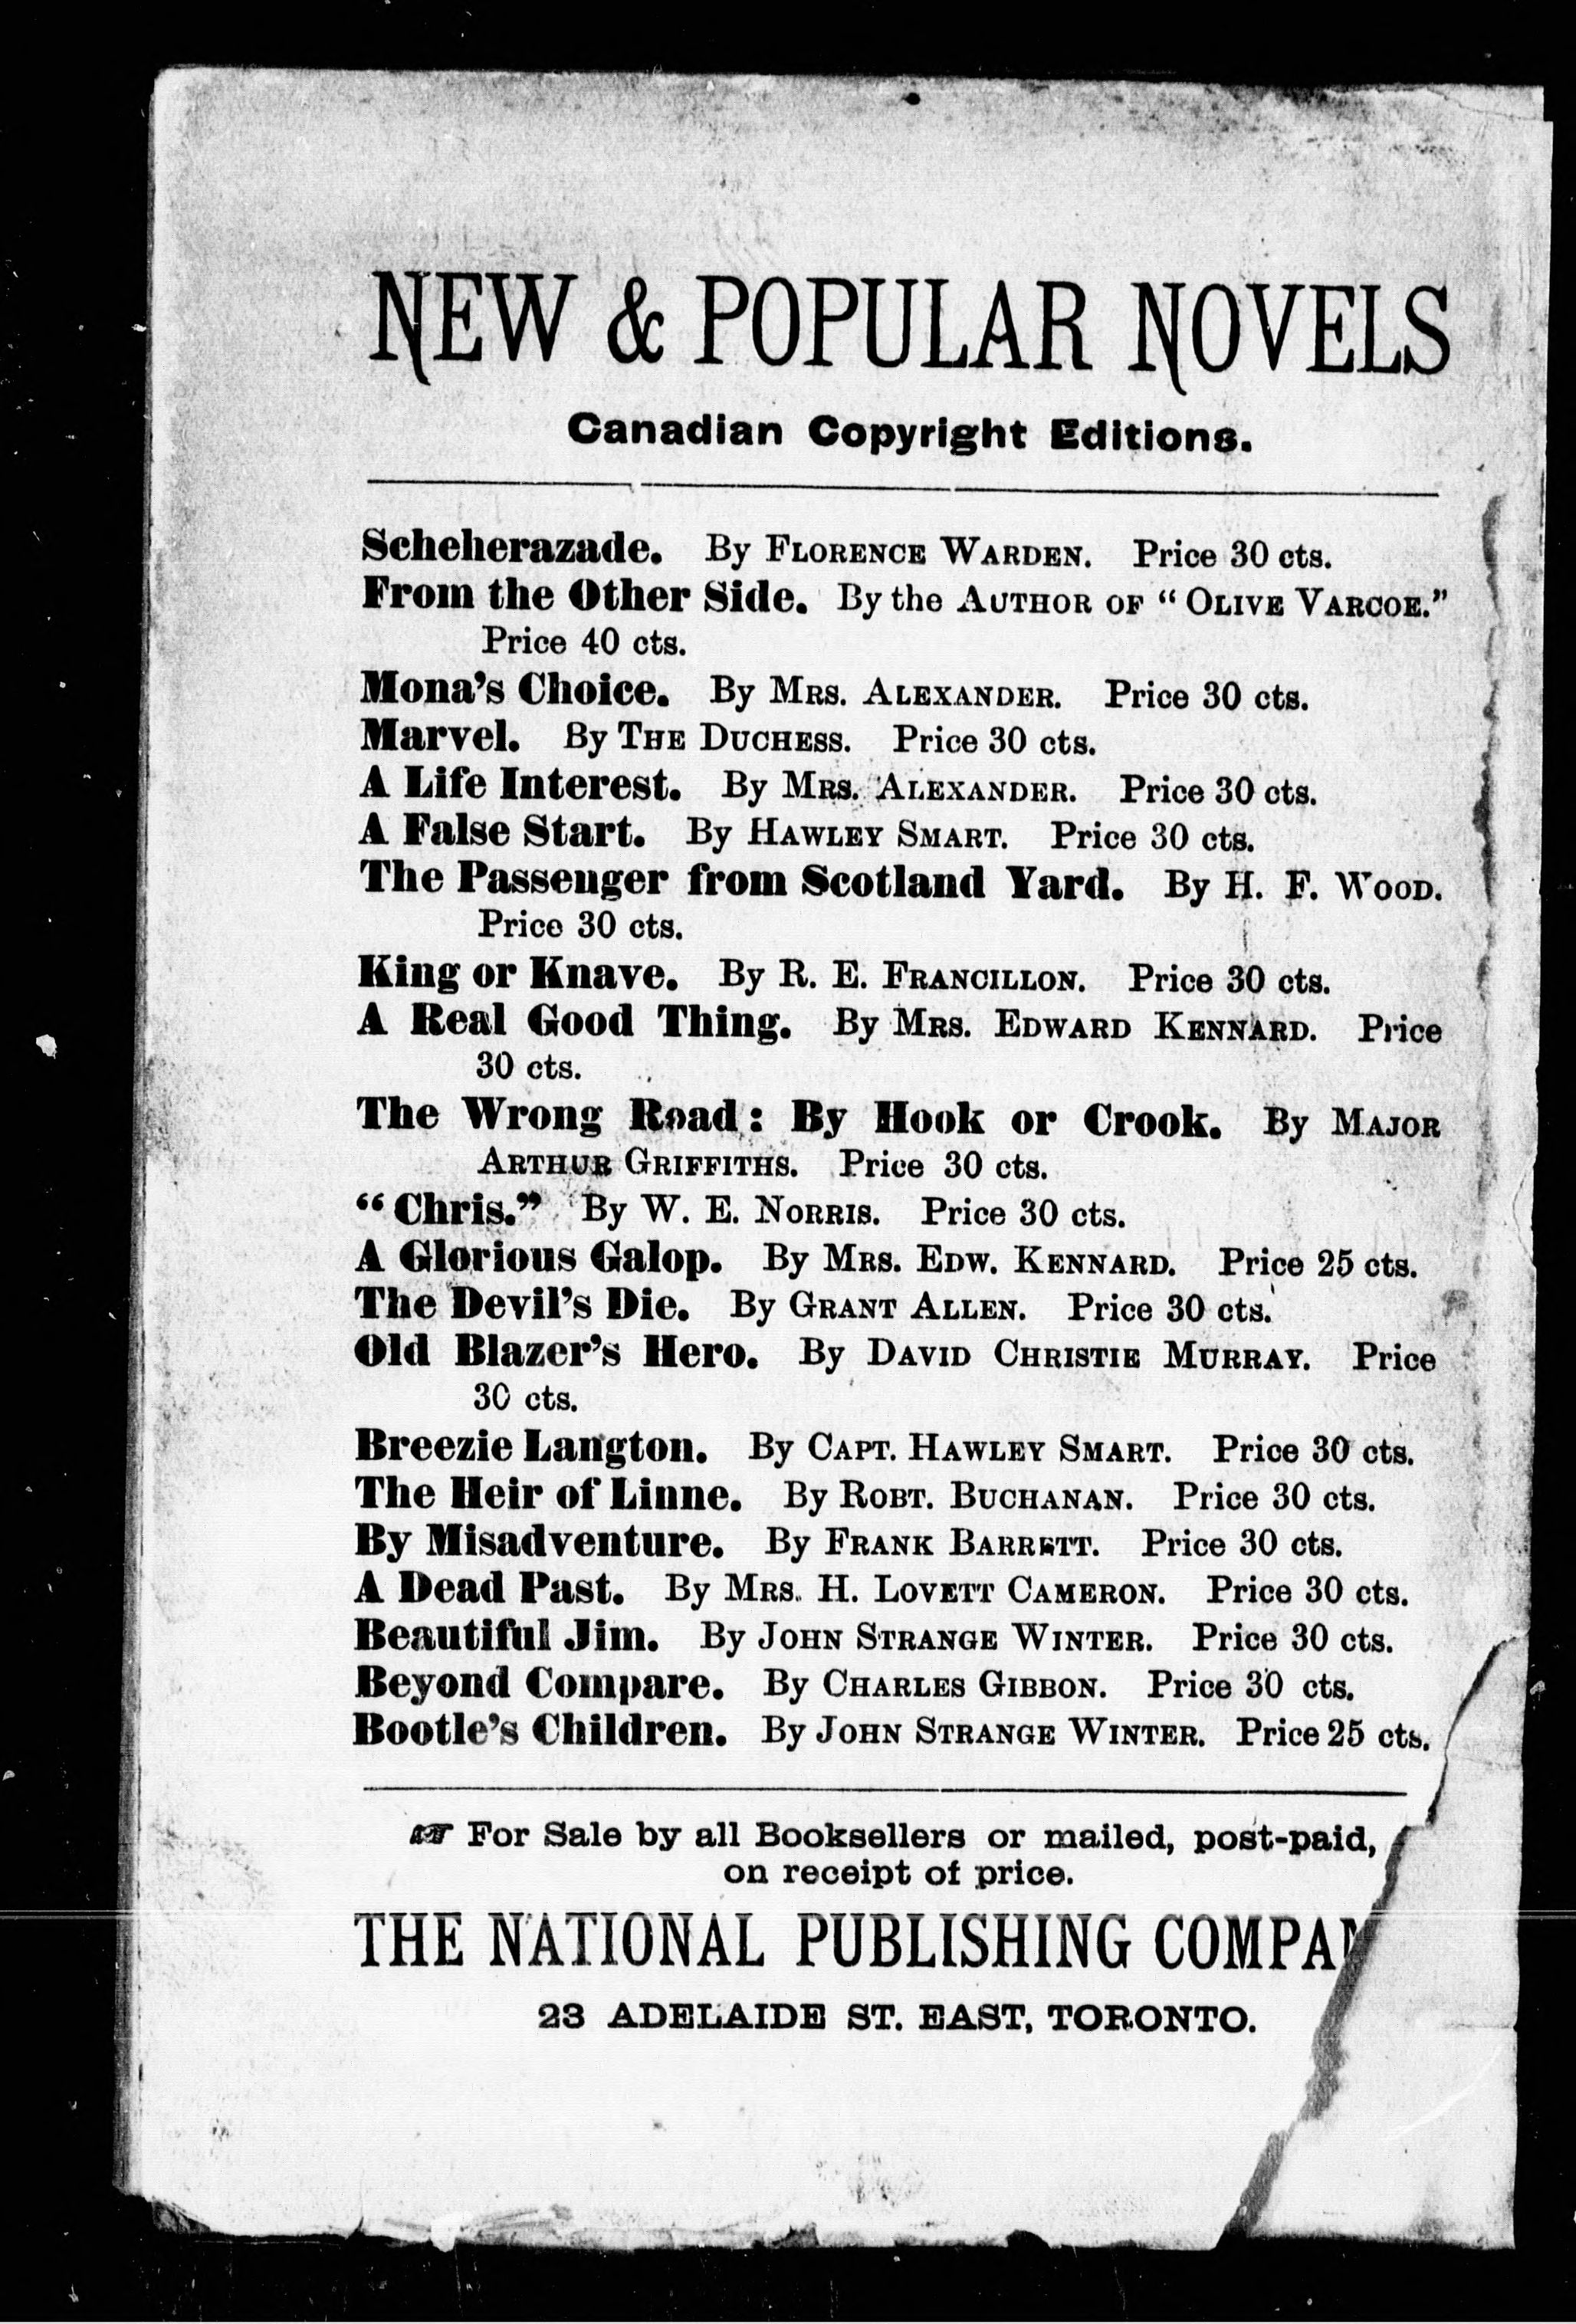 NEW & POPULAR NOVELS
Canadian Copyright Editions.
Scheherazade. By FLORENCE WARDEN. Price 30 cts.
From the Other Side. By the AUTHOR OF "OLIVE VARCOE."
Price 40 cts.
Mona's Choice. By MRS. ALEXANDER. Price 30 cts.
Marvel. By THE DUCHESS. Price 30 cts.
A Life Interest. By MRS. ALEXANDER. Price 30 cts.
A False Start. By HAWLEY SMART. Price 30 cts.
The Passenger from Scotland Yard. By H. F. WOOD.
Price 30 cts.
King or Knave. By R. E. FRANCILLON. Price 30 cts.
A Real Good Thing. By MRS. EDWARD KENNARD. Price
30 cts.
The Wrong Road: By Hook or Crook. By MAJOR
ARTHUR GRIFFITHS. Price 30 cts.
"Chris." By W. E. NORRIS. Price 30 cts.
A Glorious Galop. By MRS. EDW. KENNARD. Price 25 cts.
The Devil's Die. By GRANT ALLEN. Price 30 cts.
Old Blazer's Hero. By DAVID CHRISTIE MURRAY. Price
30 cts.
Breezie Langton. By CAPT. HAWLEY SMART. Price 30 cts.
The Heir of Linne. By ROBT. BUCHANAN. Price 30 cts.
By Misadventure. By FRANK BARRETT. Price 30 cts.
A Dead Past. By MRS. H. LOVETT CAMERON. Price 30 cts.
Beautiful Jim. By JOHN STRANGE WINTER. Price 30 cts.
Beyond Compare. By CHARLES GIBBON. Price 30 cts.
Bootle's Children. By JOHN STRANGE WINTER. Price 25 cts.
☞ For Sale by all Booksellers or mailed, post-paid,
on receipt of price.
THE NATIONAL PUBLISHING COMPAN
23 ADELAIDE ST. EAST, TORONTO.